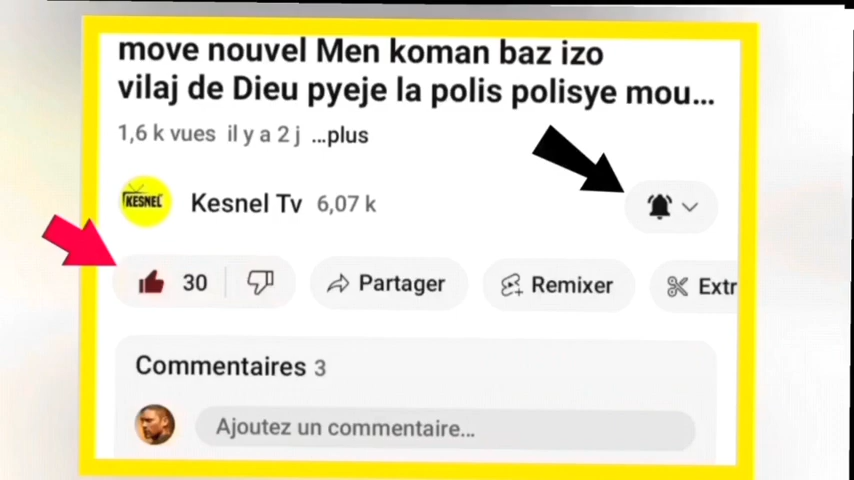 move nouvel Men koman baz izo
vilaj de Dieu pyeje la polis polisye mou...
1,6 k vues il y a 2 j ...plus
KESNEL
Kesnel Tv 6,07 k
30 Partager Remixer Extr
Commentaires 3
Ajoutez un commentaire...